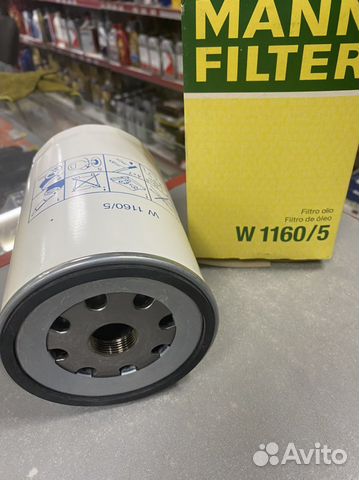 MANN
FILTER
Filtro olio
Filtro de óleo
W 1160/5
W 1160/5
Avito